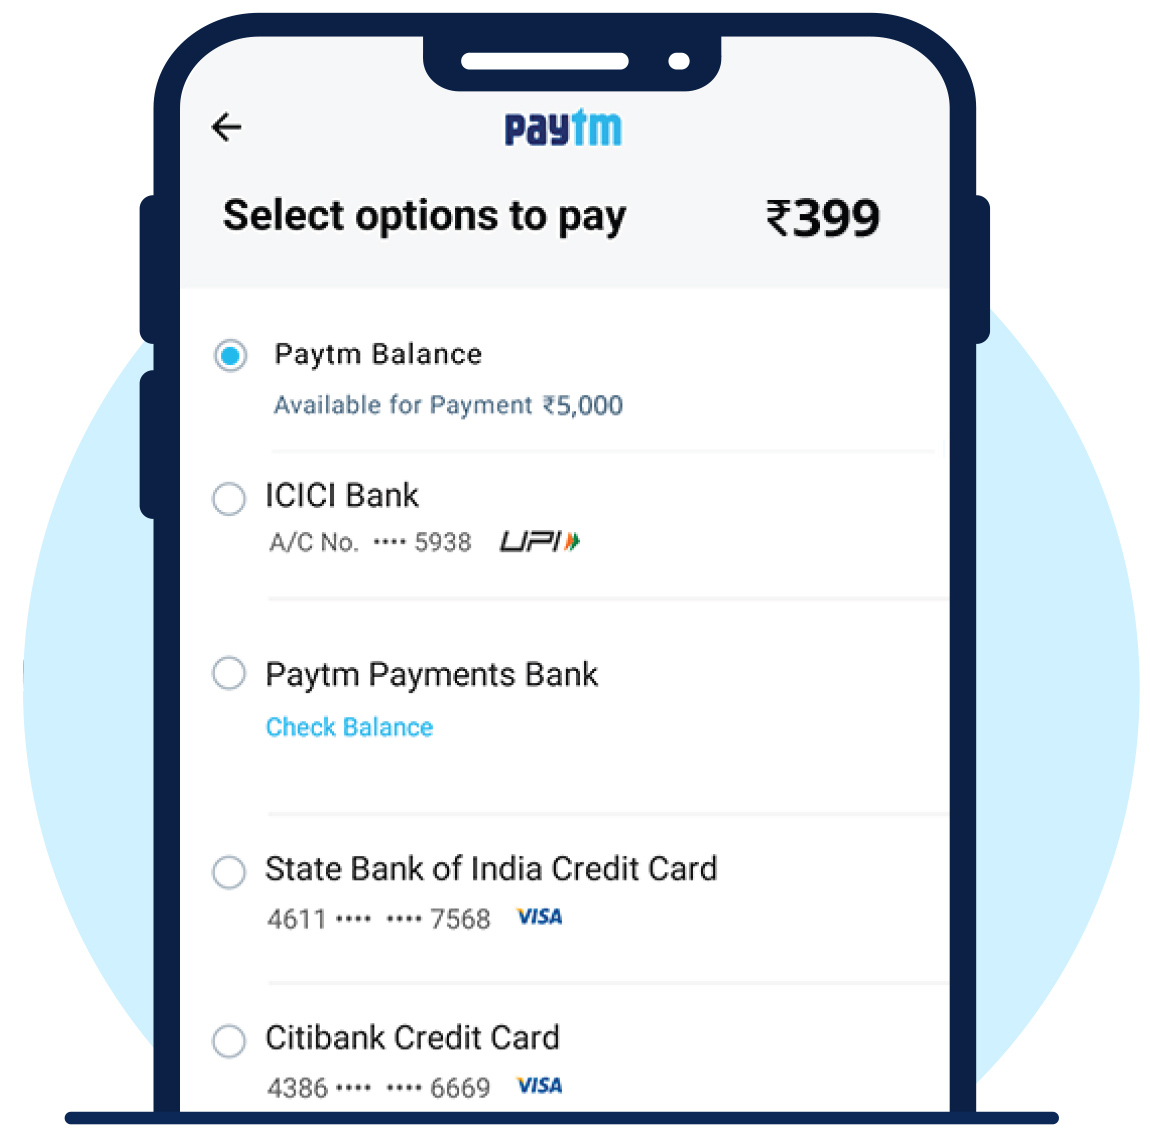 paytm
Select options to pay ₹399
Paytm Balance
Available for Payment ₹5,000
ICICI Bank
A/C No. •••• 5938 UPI
Paytm Payments Bank
Check Balance
State Bank of India Credit Card
4611 •••• •••• 7568 VISA
Citibank Credit Card
4386 •••• •••• 6669 VISA